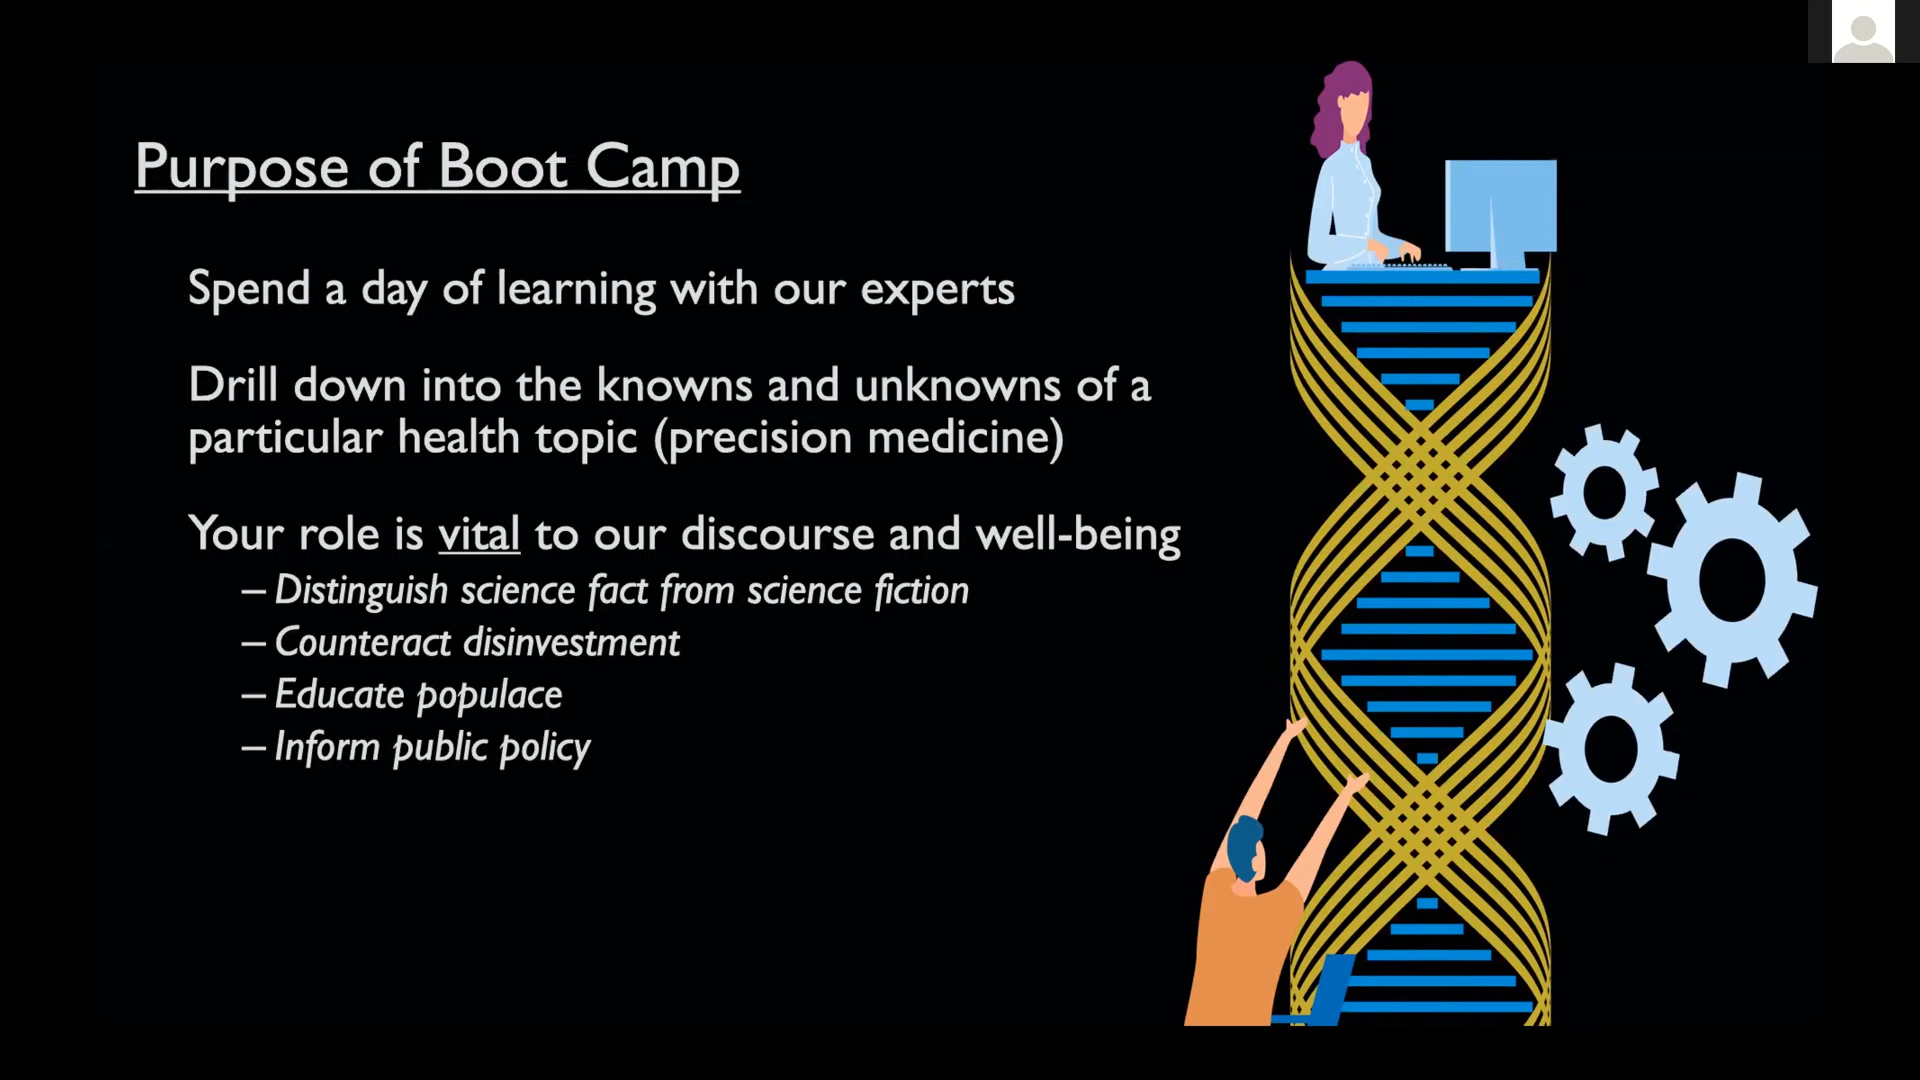 Purpose of Boot Camp
Spend a day of learning with our experts
Drill down into the knowns and unknowns of a
particular health topic (precision medicine)
Your role is vital to our discourse and well-being
– Distinguish science fact from science fiction
– Counteract disinvestment
– Educate populace
– Inform public policy